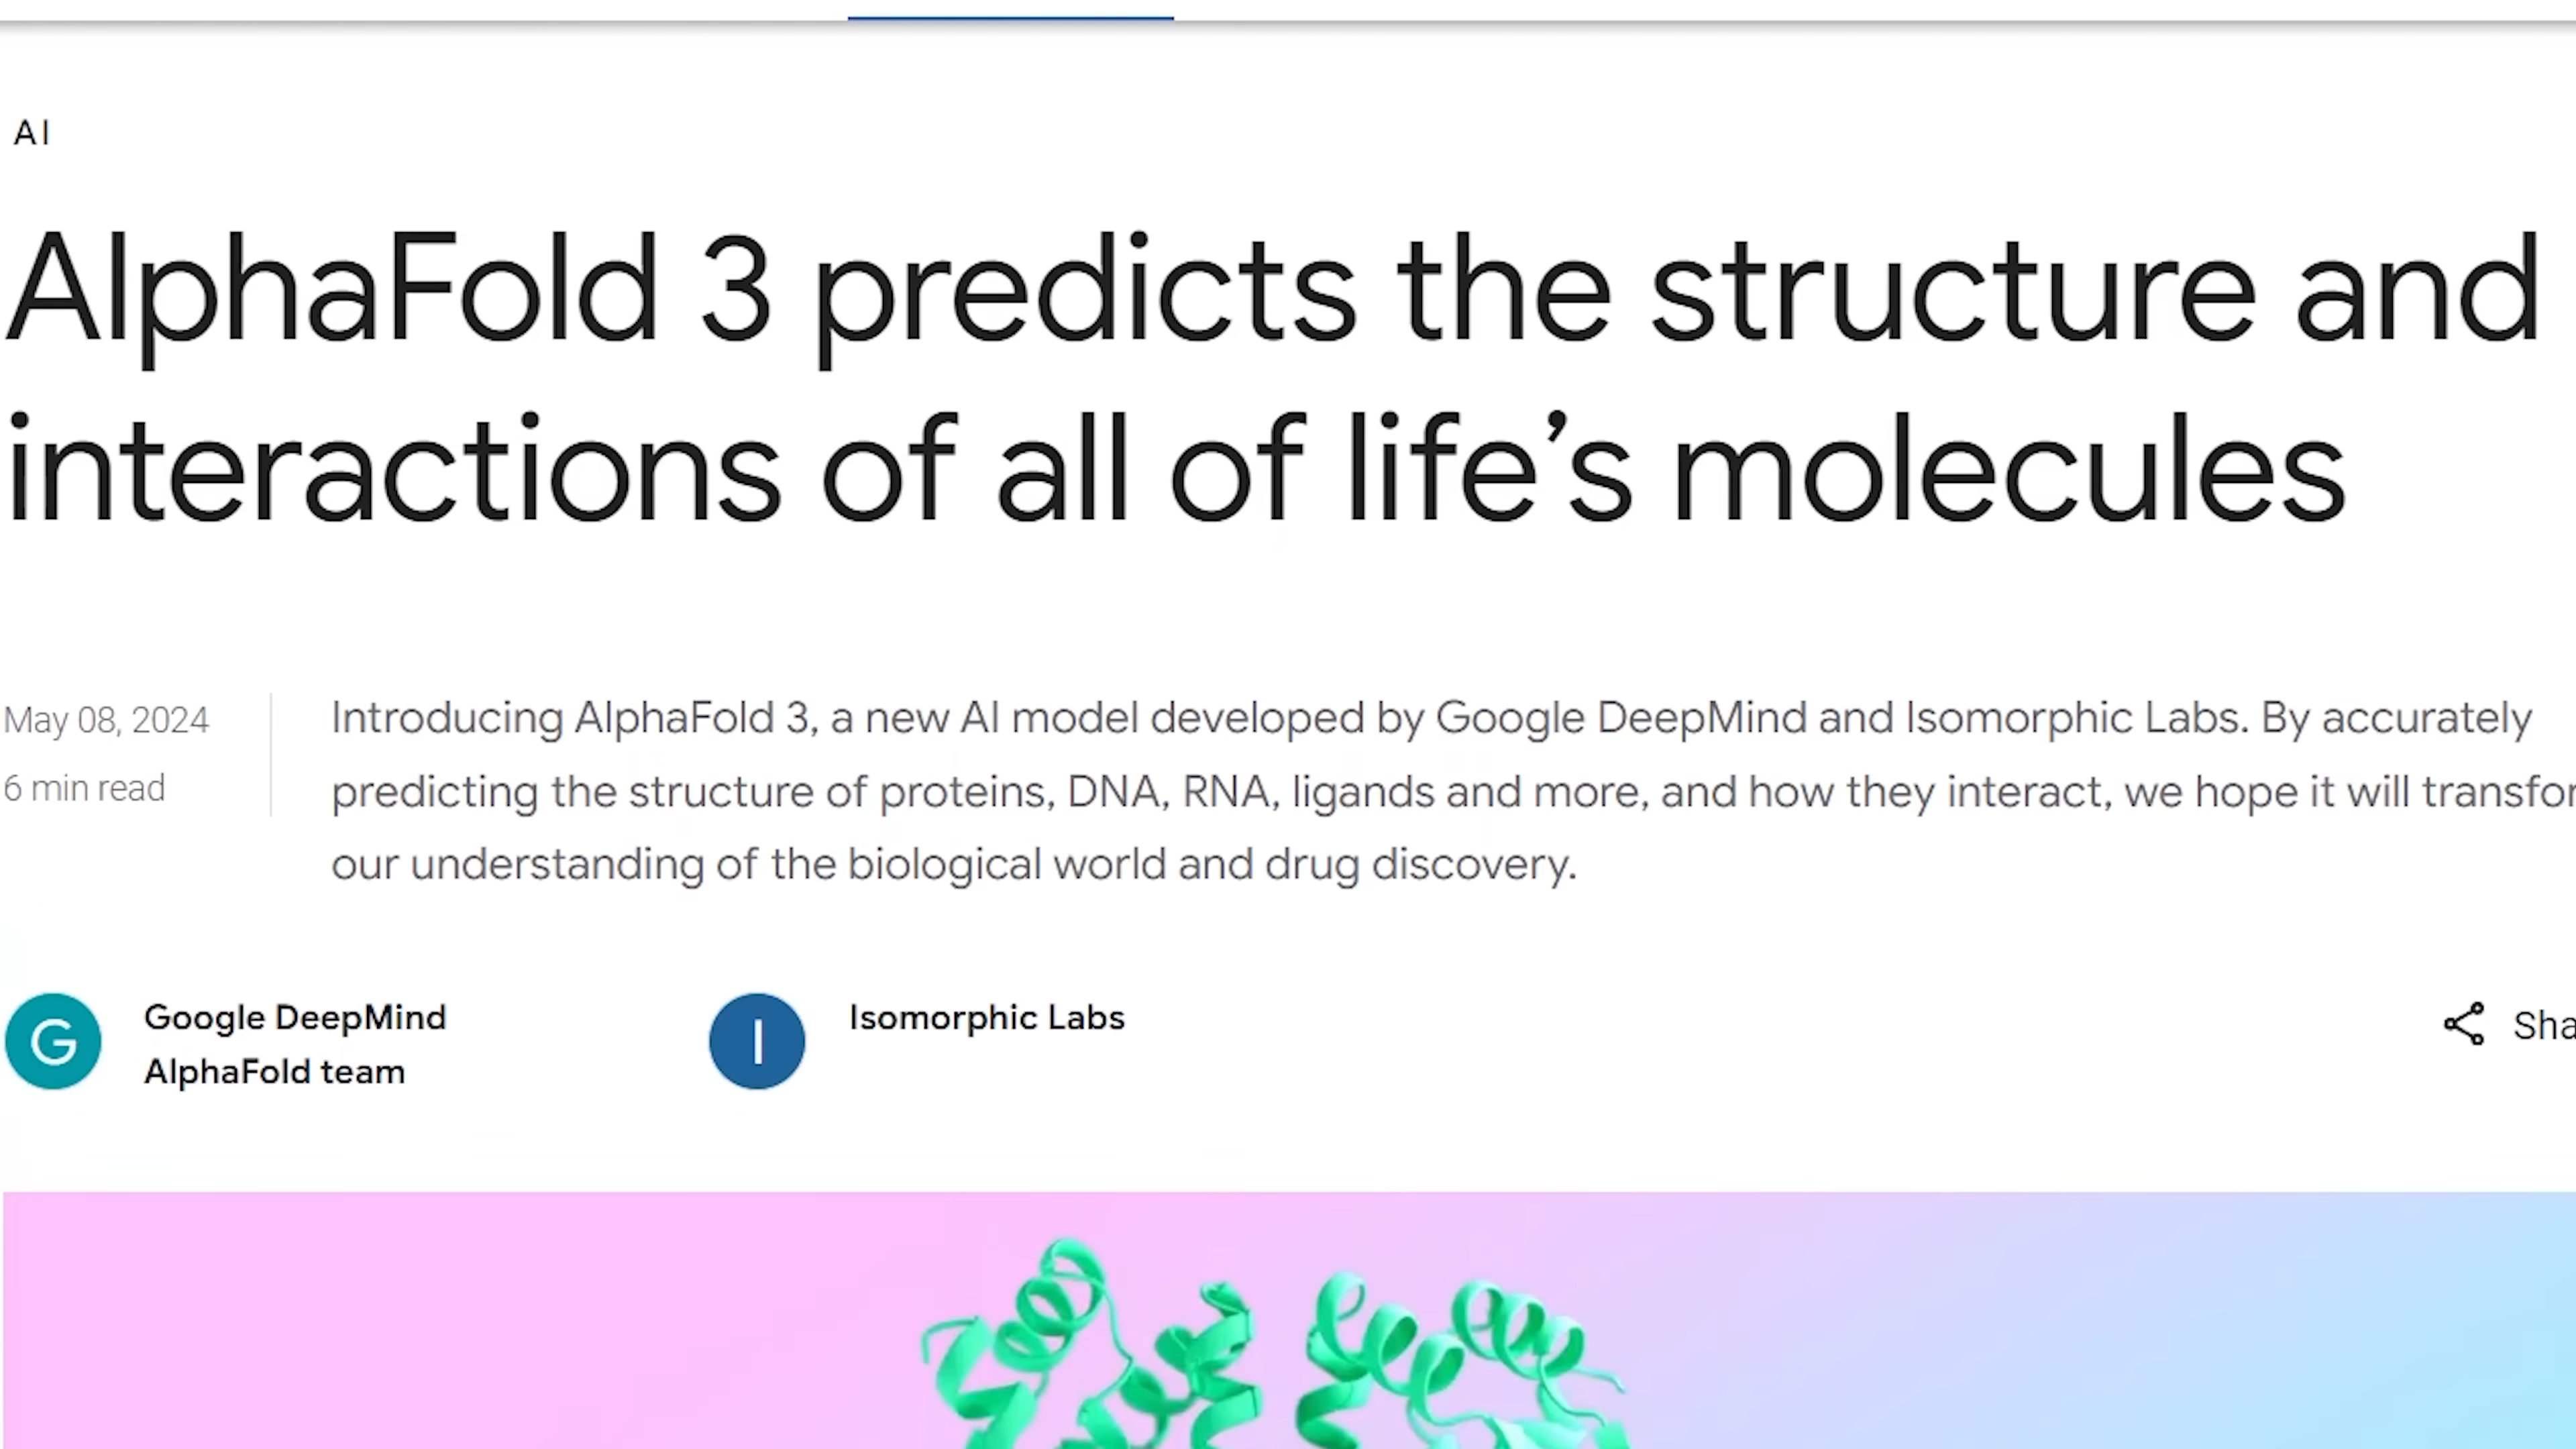 AI
AlphaFold 3 predicts the structure and
interactions of all of life’s molecules
May 08, 2024
6 min read
Introducing AlphaFold 3, a new AI model developed by Google DeepMind and Isomorphic Labs. By accurately
predicting the structure of proteins, DNA, RNA, ligands and more, and how they interact, we hope it will
our understanding of the biological world and drug discovery.
G
Google DeepMind
AlphaFold team
I
Isomorphic Labs